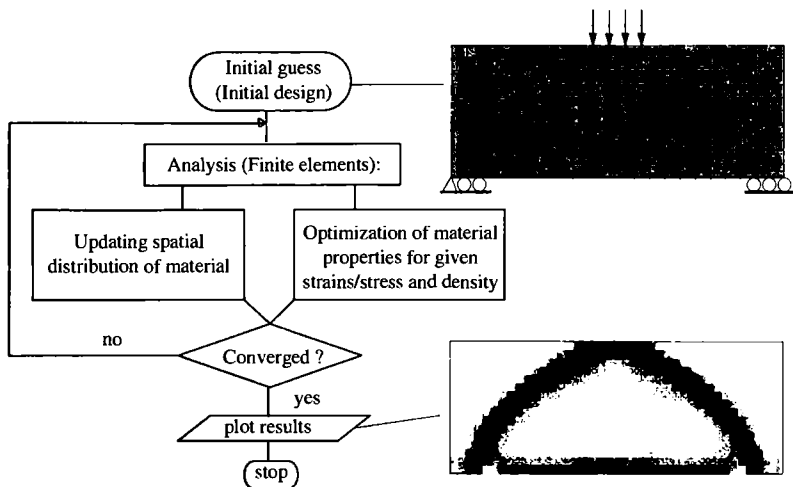 Initial guess
(Initial design)
Analysis (Finite elements):
Updating spatial
distribution of material
Optimization of material
properties for given
strains/stress and density
no
Converged ?
yes
plot results
stop